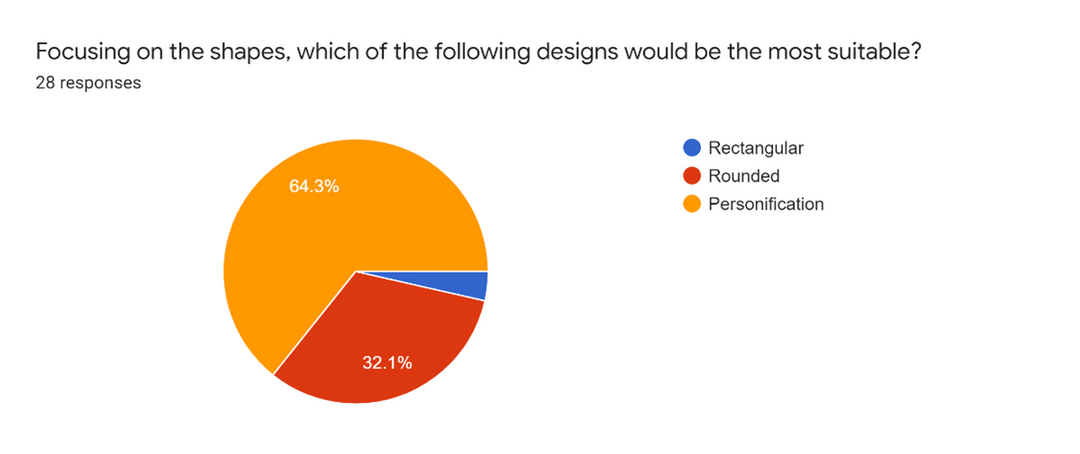 Focusing on the shapes, which of the following designs would be the most suitable?
28 responses
64.3%
32.1%
Rectangular
Rounded
Personification